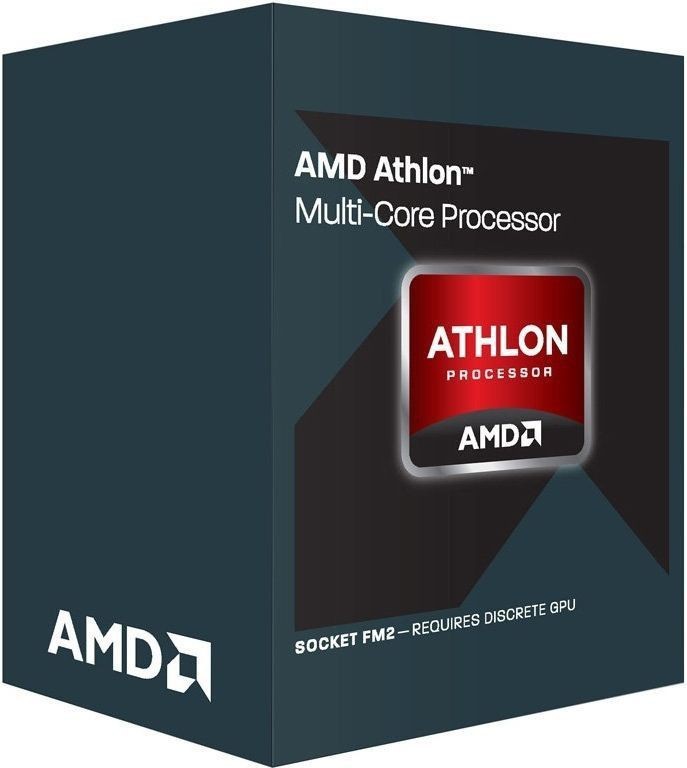 AMD Athlon™
Multi-Core Processor
ATHLON
PROCESSOR
AMD
SOCKET FM2 — REQUIRES DISCRETE GPU
AMD